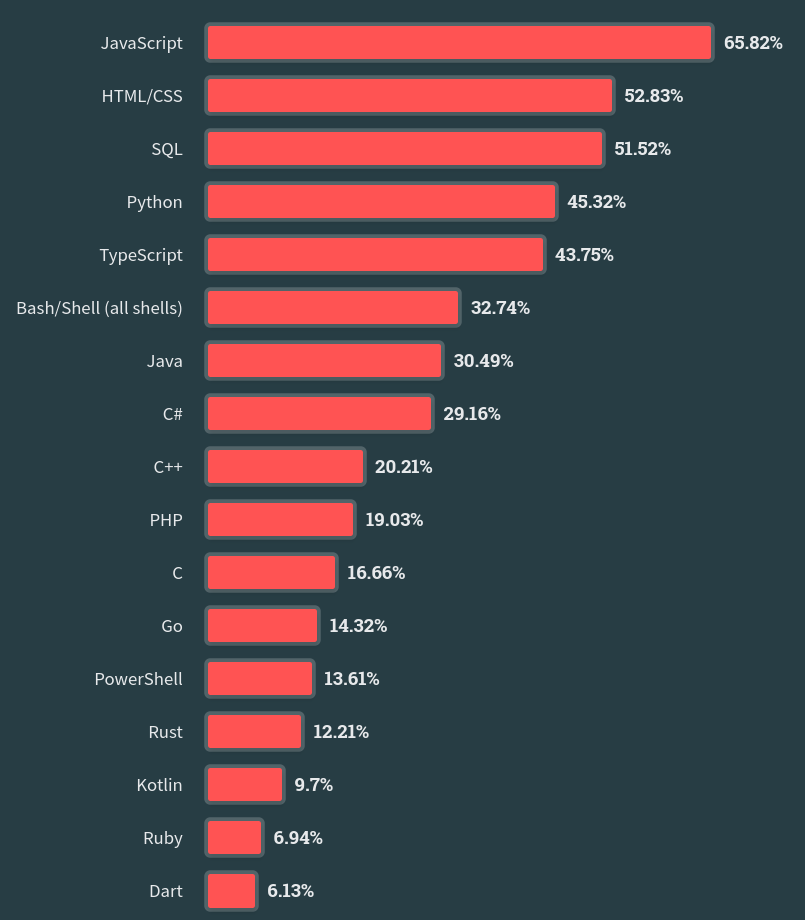 JavaScript 65.82%
HTML/CSS 52.83%
SQL 51.52%
Python 45.32%
TypeScript 43.75%
Bash/Shell (all shells) 32.74%
Java 30.49%
C# 29.16%
C++ 20.21%
PHP 19.03%
C 16.66%
Go 14.32%
PowerShell 13.61%
Rust 12.21%
Kotlin 9.7%
Ruby 6.94%
Dart 6.13%